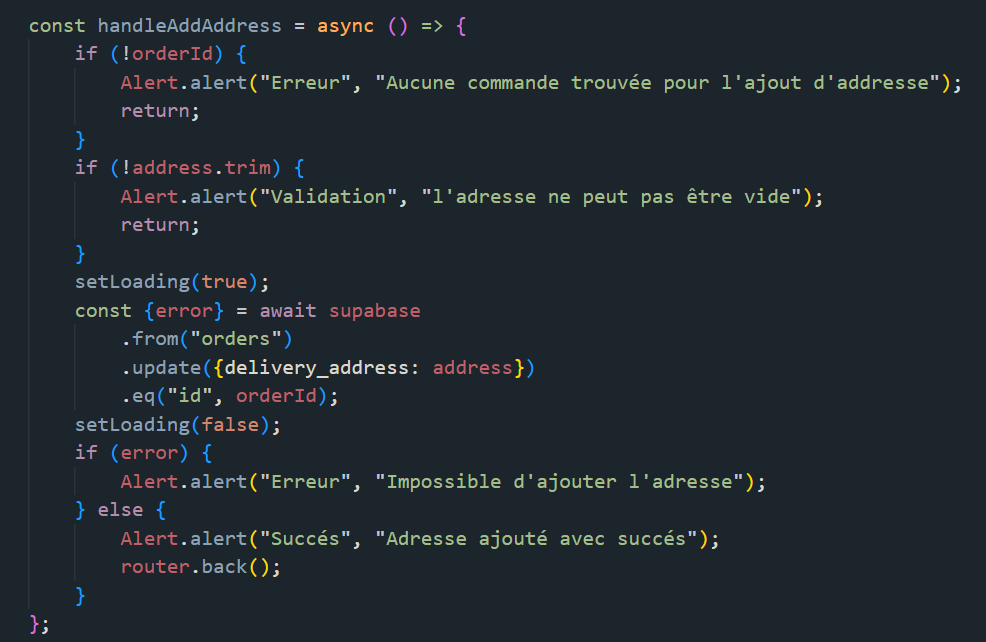 const handleAddAddress = async () => {
    if (!orderId) {
        Alert.alert("Erreur", "Aucune commande trouvée pour l'ajout d'addresse");
        return;
    }
    if (!address.trim) {
        Alert.alert("Validation", "l'adresse ne peut pas être vide");
        return;
    }
    setLoading(true);
    const {error} = await supabase
        .from("orders")
        .update({delivery_address: address})
        .eq("id", orderId);
    setLoading(false);
    if (error) {
        Alert.alert("Erreur", "Impossible d'ajouter l'adresse");
    } else {
        Alert.alert("Succés", "Adresse ajouté avec succés");
        router.back();
    }
};